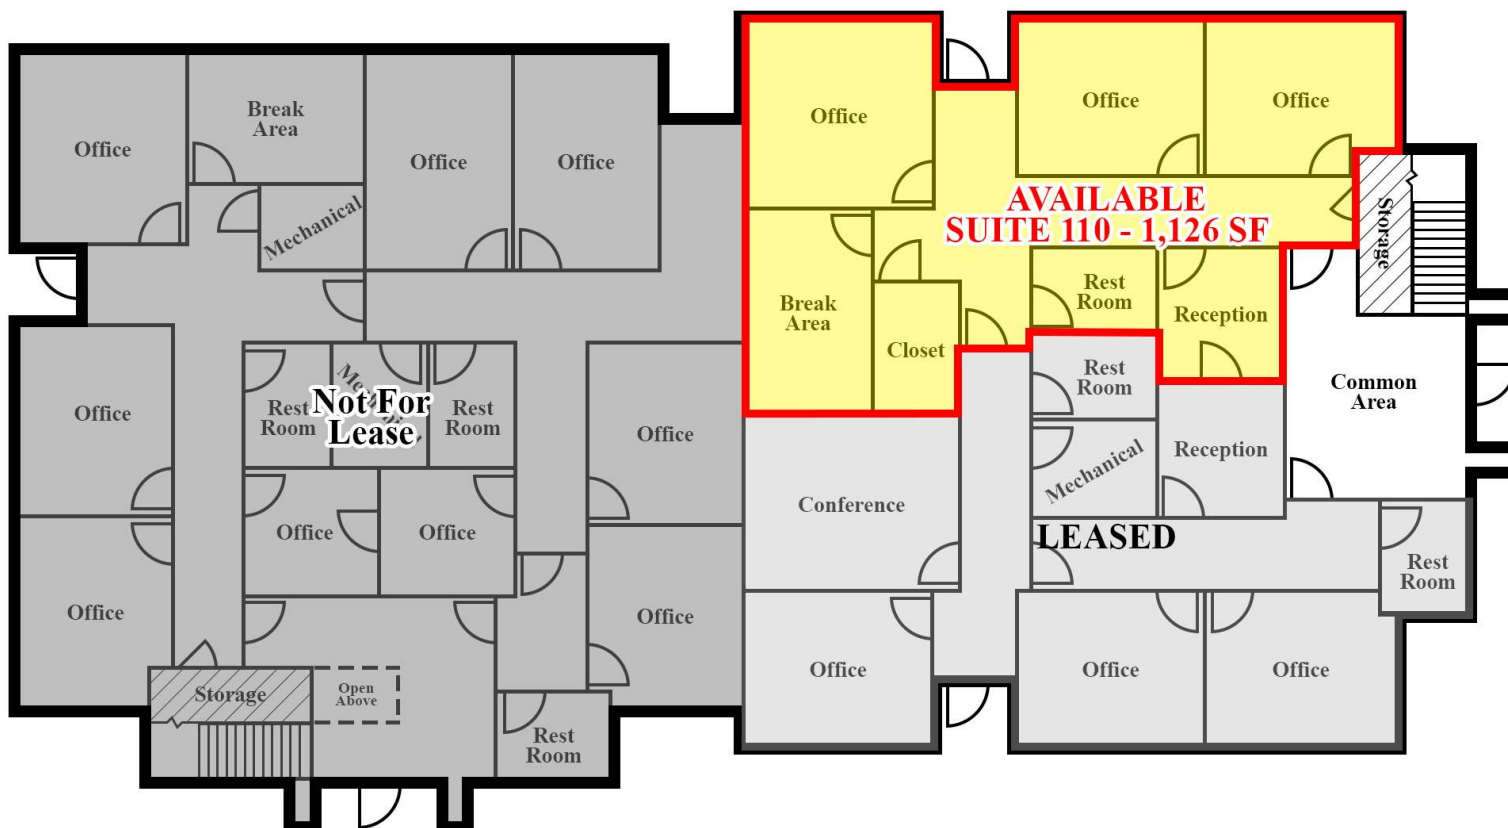 Office
Break
Area
Office
Office
Mechanical
Office
Rest
Room
Mechanical
Rest
Room
Not For
Lease
Office
Office
Office
Office
Office
Office
Storage
Open
Above
Rest
Room
Office
Office
Office
AVAILABLE
SUITE 110 - 1,126 SF
Storage
Break
Area
Closet
Rest
Room
Reception
Rest
Room
Common
Area
Reception
Mechanical
Conference
LEASED
Rest
Room
Office
Office
Office